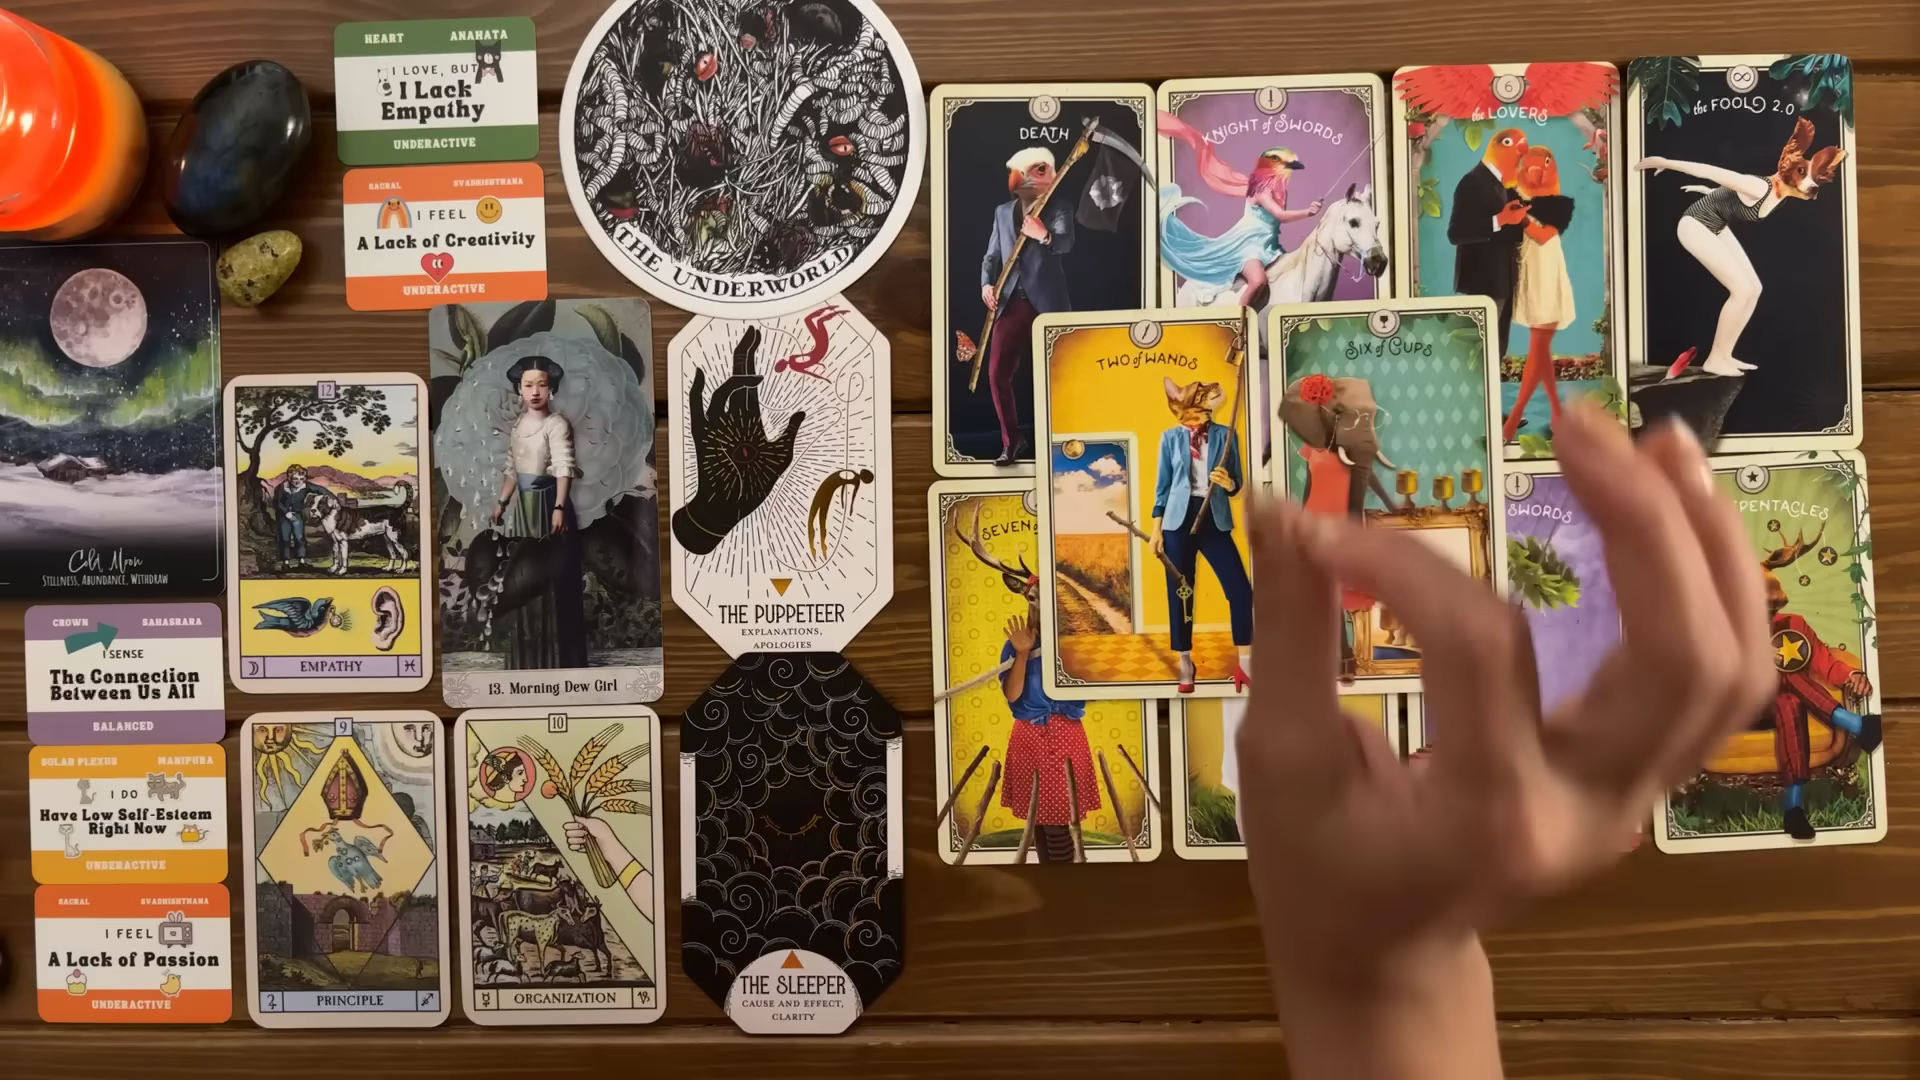 HEART ANAHATA
I LOVE, BUT
I Lack
Empathy
UNDERACTIVE
SACRAL SVADHISHTHANA
I FEEL
A Lack of Creativity
UNDERACTIVE
THE UNDERWORLD
Cold Moon
STILLNESS, ABUNDANCE, WITHDRAW
12
EMPATHY
13. Morning Dew Girl
THE PUPPETEER
EXPLANATIONS,
APOLOGIES
CROWN SAHASRARA
I SENSE
The Connection
Between Us All
BALANCED
SOLAR PLEXUS MANIPURA
I DO
Have Low Self-Esteem
Right Now
UNDERACTIVE
SACRAL SVADHISHTHANA
I FEEL
A Lack of Passion
UNDERACTIVE
9
PRINCIPLE
10
ORGANIZATION
THE SLEEPER
CAUSE AND EFFECT,
CLARITY
13
DEATH
KNIGHT of SWORDS
6
the LOVERS
the FOOL 2.0
TWO of WANDS
SIX of CUPS
SEVEN
SWORDS
PENTACLES